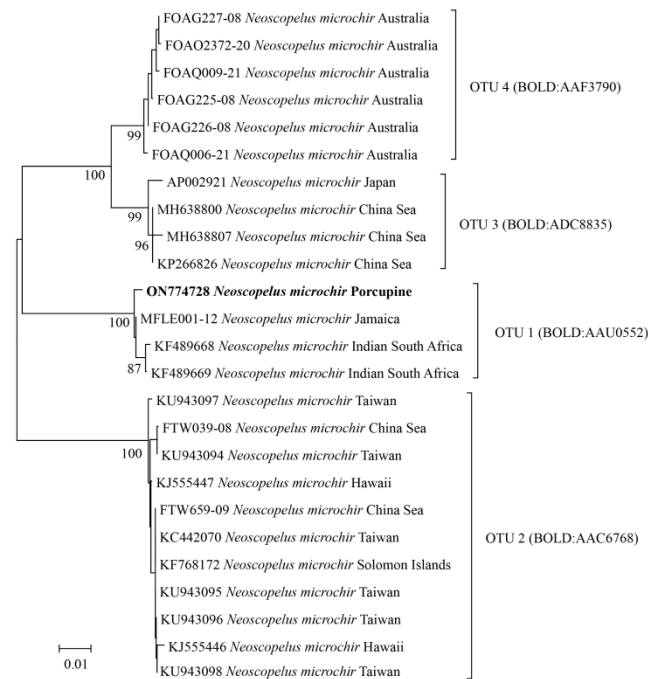 FOAG227-08 Neoscopelus microchir Australia
FOAO2372-20 Neoscopelus microchir Australia
FOAQ009-21 Neoscopelus microchir Australia
FOAG225-08 Neoscopelus microchir Australia
OTU 4 (BOLD:AAF3790)
FOAG226-08 Neoscopelus microchir Australia
99
FOAQ006-21 Neoscopelus microchir Australia
100
AP002921 Neoscopelus microchir Japan
MH638800 Neoscopelus microchir China Sea
99
OTU 3 (BOLD:ADC8835)
MH638807 Neoscopelus microchir China Sea
96
KP266826 Neoscopelus microchir China Sea
ON774728 Neoscopelus microchir Porcupine
MFLE001-12 Neoscopelus microchir Jamaica
100
OTU 1 (BOLD:AAU0552)
KF489668 Neoscopelus microchir Indian South Africa
87
KF489669 Neoscopelus microchir Indian South Africa
KU943097 Neoscopelus microchir Taiwan
FTW039-08 Neoscopelus microchir China Sea
100
KU943094 Neoscopelus microchir Taiwan
KJ555447 Neoscopelus microchir Hawaii
FTW659-09 Neoscopelus microchir China Sea
KC442070 Neoscopelus microchir Taiwan
OTU 2 (BOLD:AAC6768)
KF768172 Neoscopelus microchir Solomon Islands
KU943095 Neoscopelus microchir Taiwan
KU943096 Neoscopelus microchir Taiwan
KJ555446 Neoscopelus microchir Hawaii
0.01
KU943098 Neoscopelus microchir Taiwan